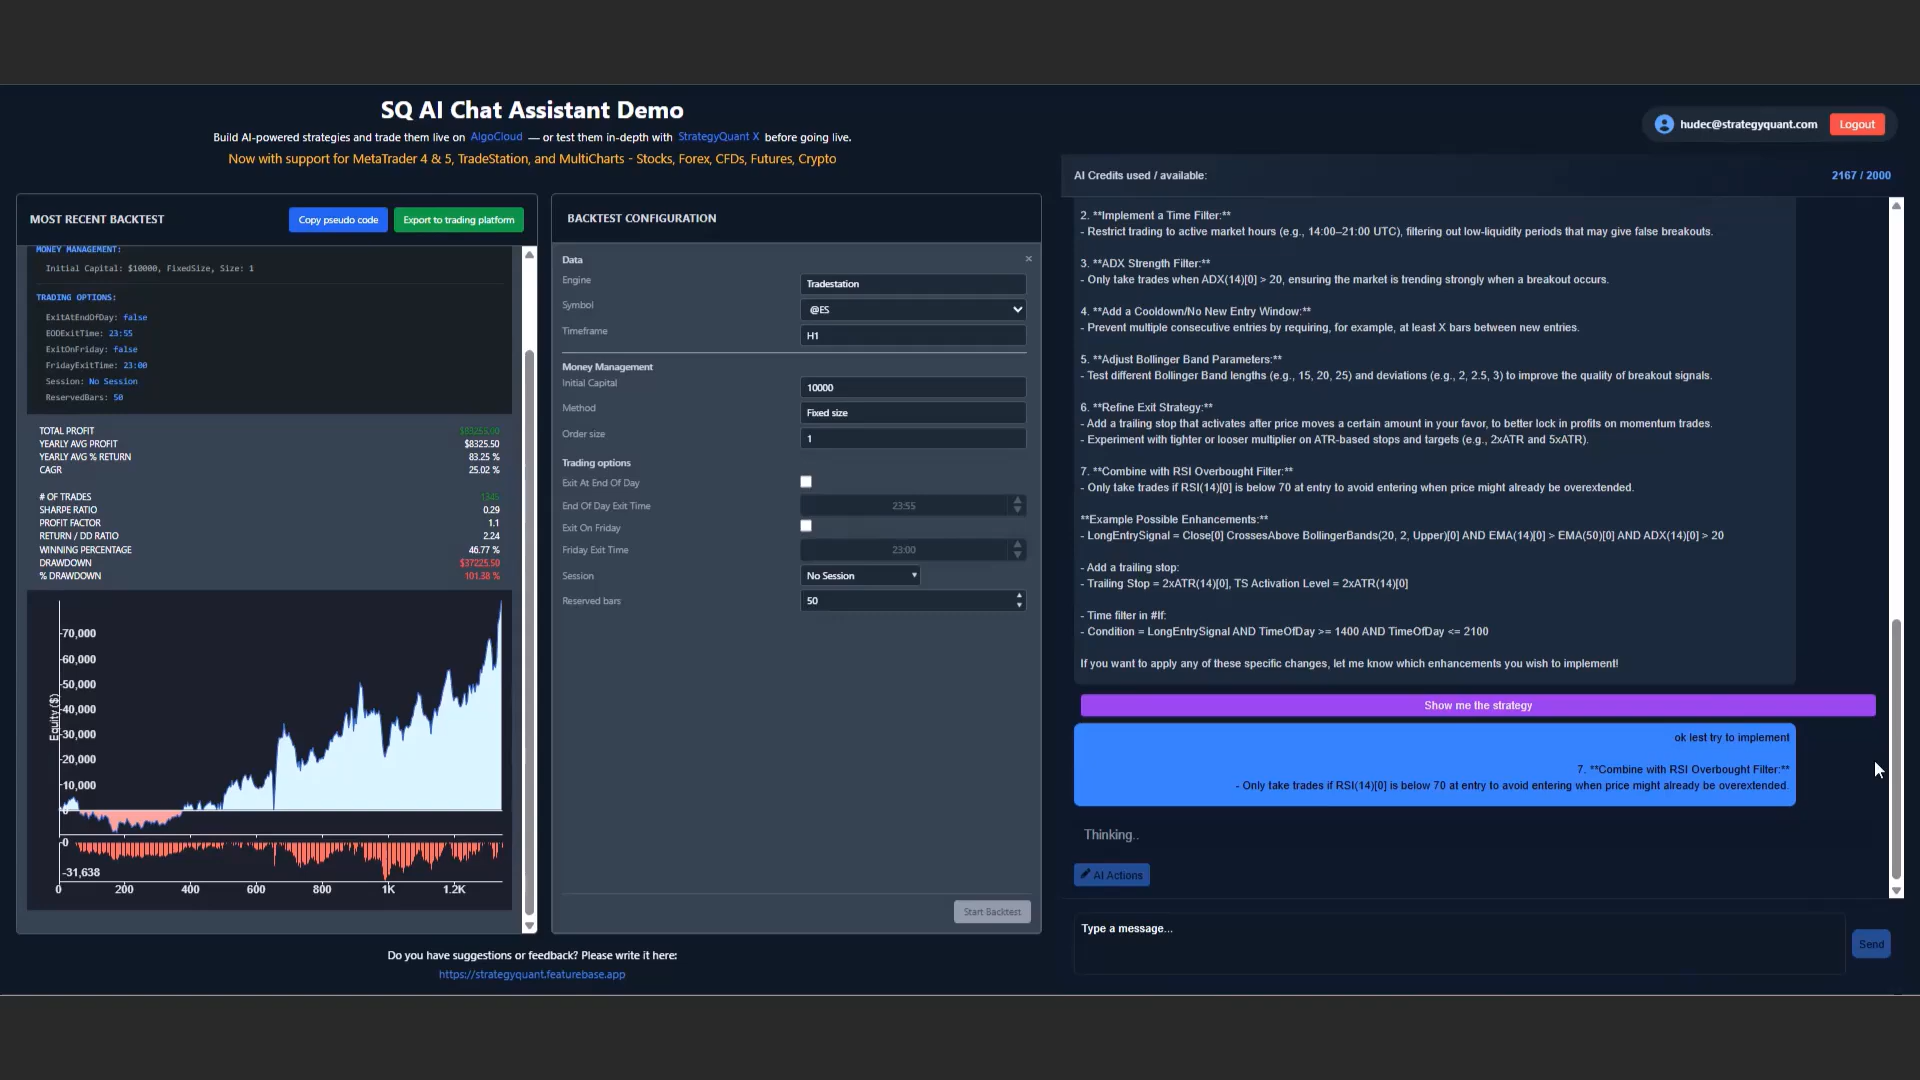 SQ AI Chat Assistant Demo
Build AI-powered strategies and trade them live on AlgoCloud — or test them in-depth with StrategyQuant X before going live.
Now with support for MetaTrader 4 & 5, TradeStation, and MultiCharts - Stocks, Forex, CFDs, Futures, Crypto
hudec@strategyquant.com
Logout
MOST RECENT BACKTEST
Copy pseudo code
Export to trading platform
MONEY MANAGEMENT:
Initial Capital: $10000, FixedSize, Size: 1
TRADING OPTIONS:
ExitAtEndOfDay: false
EODExitTime: 23:55
ExitOnFriday: false
FridayExitTime: 23:00
Session: No Session
ReservedBars: 50
TOTAL PROFIT $83255.00
YEARLY AVG PROFIT $8325.50
YEARLY AVG % RETURN 83.25 %
CAGR 25.02 %
# OF TRADES 1345
SHARPE RATIO 0.29
PROFIT FACTOR 1.1
RETURN / DD RATIO 2.24
WINNING PERCENTAGE 46.77 %
DRAWDOWN $37225.50
% DRAWDOWN 101.38 %
Equity ($)
70,000
60,000
50,000
40,000
30,000
20,000
10,000
0
0
-31,638
0 200 400 600 800 1K 1.2K
BACKTEST CONFIGURATION
Data
×
Engine Tradestation
Symbol @ES
Timeframe H1
Money Management
Initial Capital 10000
Method Fixed size
Order size 1
Trading options
Exit At End Of Day
End Of Day Exit Time 23:55
Exit On Friday
Friday Exit Time 23:00
Session No Session
Reserved bars 50
Start Backtest
Do you have suggestions or feedback? Please write it here:
https://strategyquant.featurebase.app
AI Credits used / available: 2167 / 2000
2. **Implement a Time Filter:**
- Restrict trading to active market hours (e.g., 14:00–21:00 UTC), filtering out low-liquidity periods that may give false breakouts.
3. **ADX Strength Filter:**
- Only take trades when ADX(14)[0] > 20, ensuring the market is trending strongly when a breakout occurs.
4. **Add a Cooldown/No New Entry Window:**
- Prevent multiple consecutive entries by requiring, for example, at least X bars between new entries.
5. **Adjust Bollinger Band Parameters:**
- Test different Bollinger Band lengths (e.g., 15, 20, 25) and deviations (e.g., 2, 2.5, 3) to improve the quality of breakout signals.
6. **Refine Exit Strategy:**
- Add a trailing stop that activates after price moves a certain amount in your favor, to better lock in profits on momentum trades.
- Experiment with tighter or looser multiplier on ATR-based stops and targets (e.g., 2xATR and 5xATR).
7. **Combine with RSI Overbought Filter:**
- Only take trades if RSI(14)[0] is below 70 at entry to avoid entering when price might already be overextended.
**Example Possible Enhancements:**
- LongEntrySignal = Close[0] CrossesAbove BollingerBands(20, 2, Upper)[0] AND EMA(14)[0] > EMA(50)[0] AND ADX(14)[0] > 20
- Add a trailing stop:
- Trailing Stop = 2xATR(14)[0], TS Activation Level = 2xATR(14)[0]
- Time filter in #If:
- Condition = LongEntrySignal AND TimeOfDay >= 1400 AND TimeOfDay <= 2100
If you want to apply any of these specific changes, let me know which enhancements you wish to implement!
Show me the strategy
ok lest try to implement
7. **Combine with RSI Overbought Filter:**
- Only take trades if RSI(14)[0] is below 70 at entry to avoid entering when price might already be overextended.
Thinking..
AI Actions
Type a message...
Send